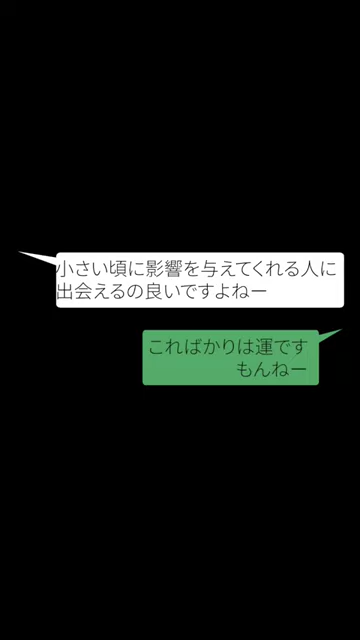 小さい頃に影響を与えてくれる人に
出会えるの良いですよねー
こればかりは運です
もんねー